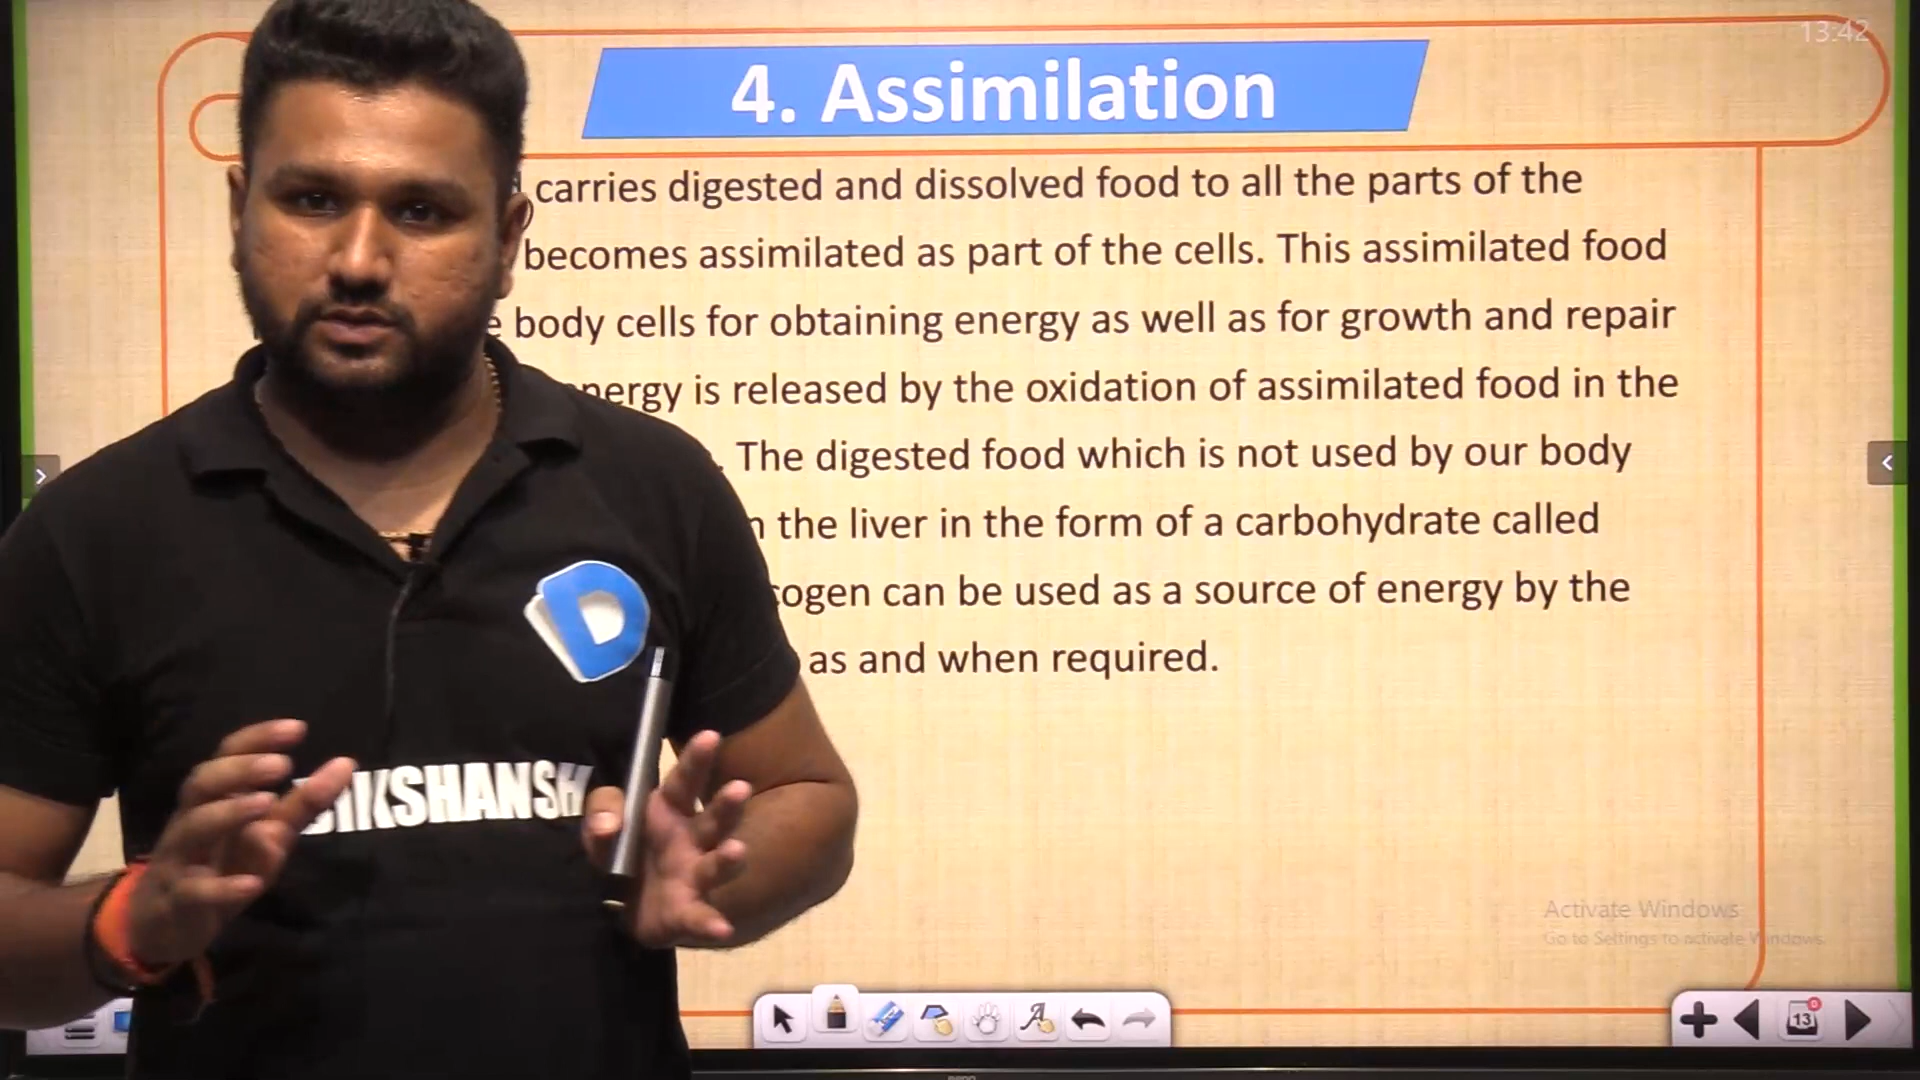 13:42
4. Assimilation
carries digested and dissolved food to all the parts of the
becomes assimilated as part of the cells. This assimilated food
body cells for obtaining energy as well as for growth and repair
is released by the oxidation of assimilated food in the
. The digested food which is not used by our body
the liver in the form of a carbohydrate called
can be used as a source of energy by the
as and when required.
D
DIKSHANSH
Activate Windows
Go to Settings to activate Windows.
A
0
13